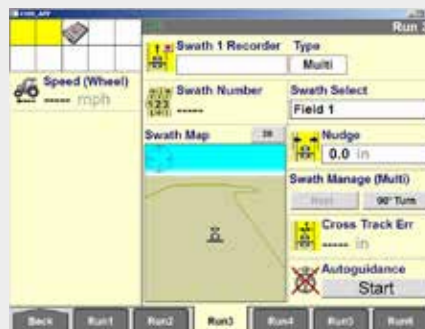 Run 3
Speed (Wheel)
----- mph
Swath 1 Recorder
Type
Multi
Swath Number
-----
Swath Select
Field 1
Swath Map
Nudge
0.0 in
Swath Manage (Multi)
90° Turn
Cross Track Err
----- in
Autoguidance
Start
Back
Run1
Run2
Run3
Run4
Run5
Run6